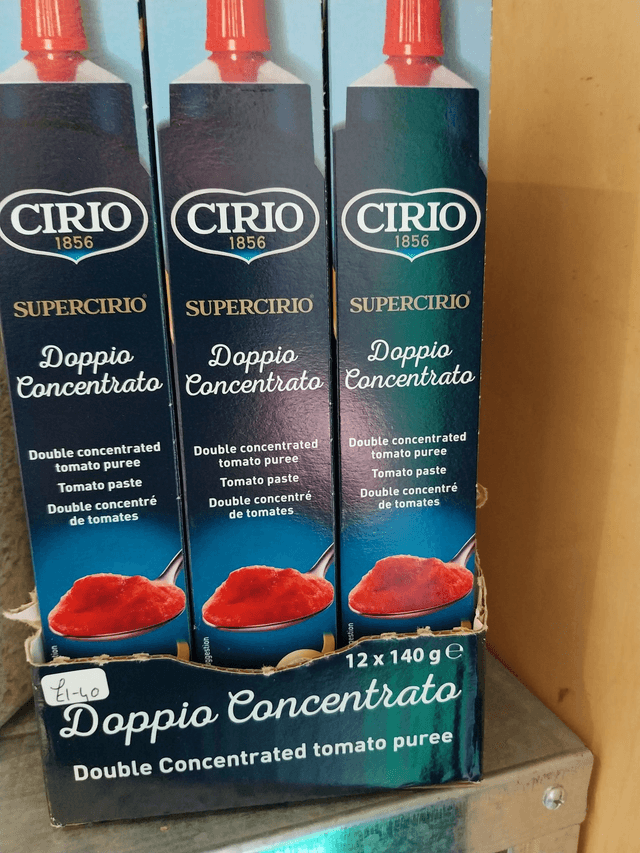 CIRIO
1856
SUPERCIRIO®
Doppio
Concentrato
Double concentrated
tomato puree
Tomato paste
Double concentré
de tomates
CIRIO
1856
SUPERCIRIO®
Doppio
Concentrato
Double concentrated
tomato puree
Tomato paste
Double concentré
de tomates
CIRIO
1856
SUPERCIRIO®
Doppio
Concentrato
Double concentrated
tomato puree
Tomato paste
Double concentré
de tomates
12 x 140 g ℮
£1-40
Doppio Concentrato
Double Concentrated tomato puree